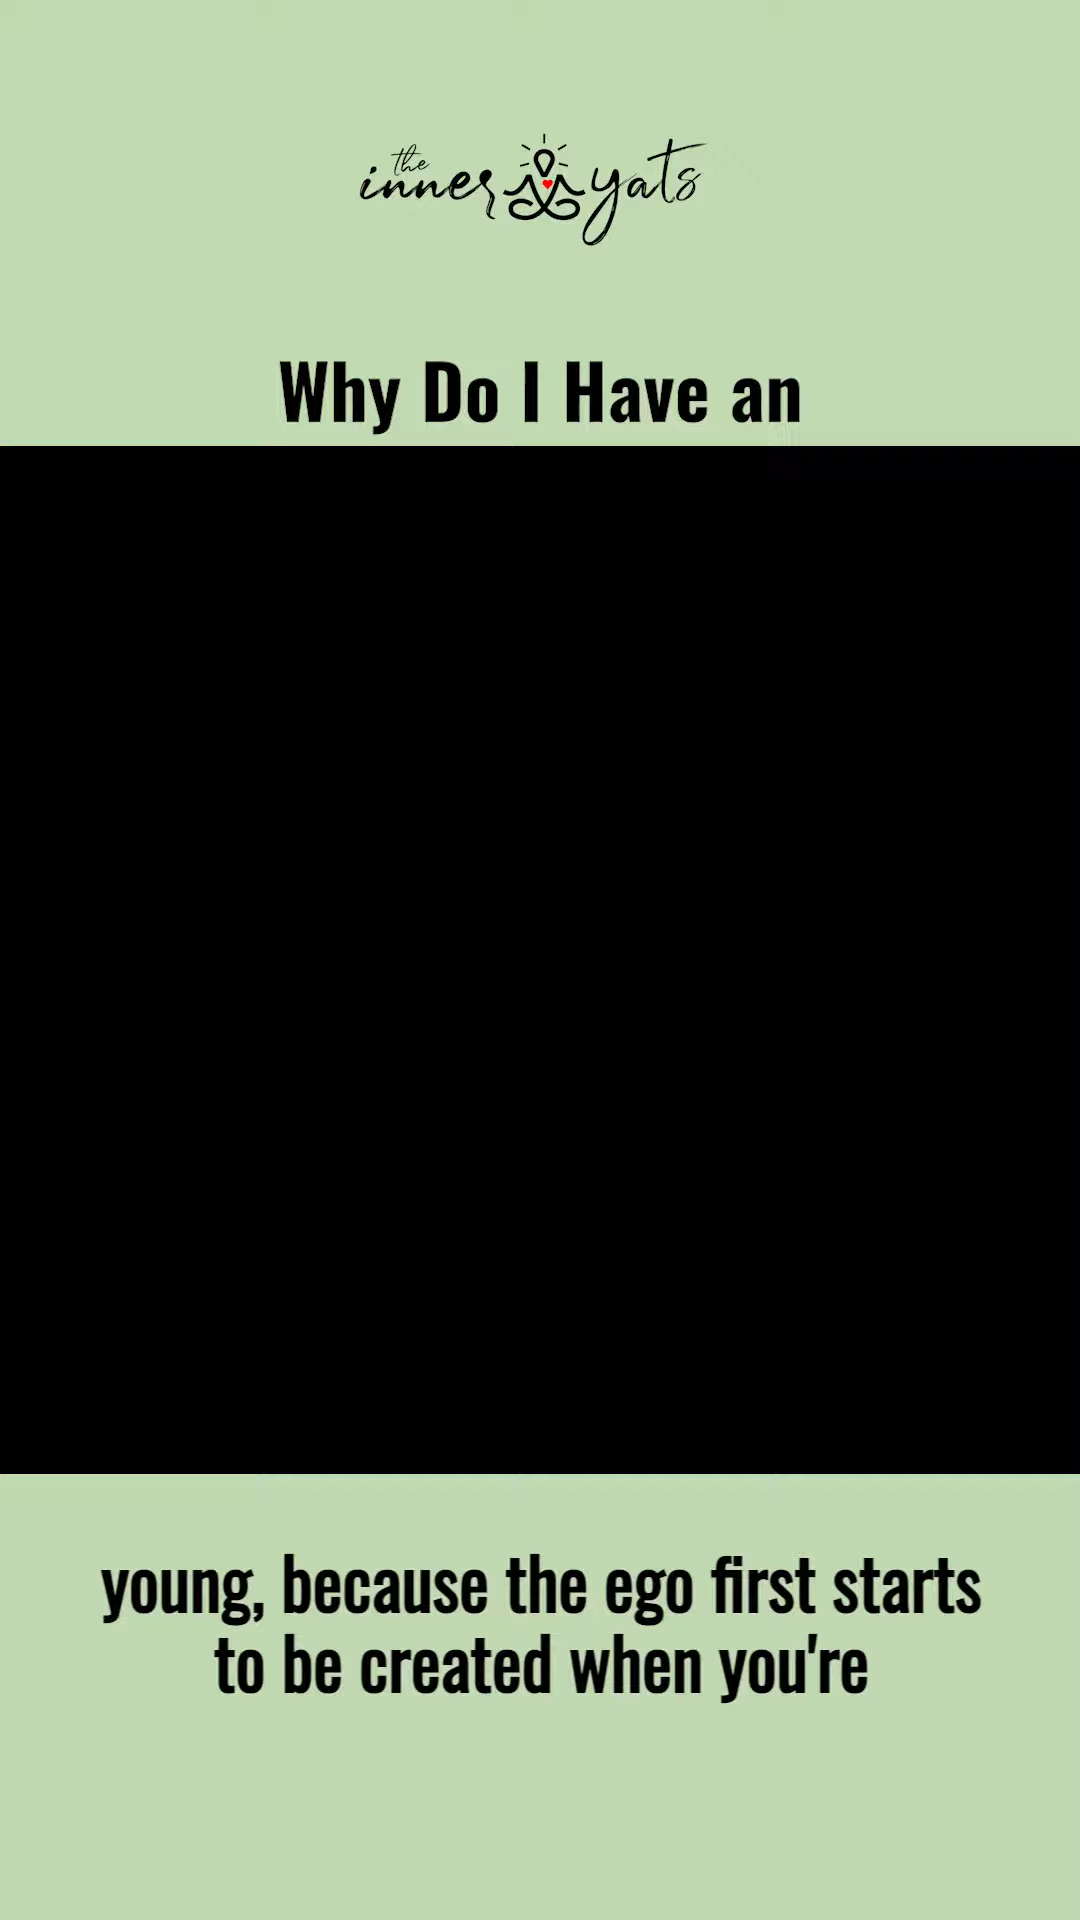 the
inner yats
Why Do I Have an
young, because the ego first starts
to be created when you're